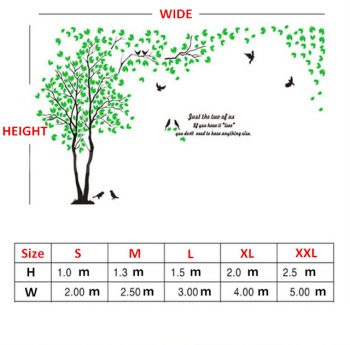 WIDE
HEIGHT
Just the two of us
If you have it "love"
you don't need to have anything else.
Size S M L XL XXL
H 1.0 m 1.3 m 1.5 m 2.0 m 2.5 m
W 2.00 m 2.50 m 3.00 m 4.00 m 5.00 m